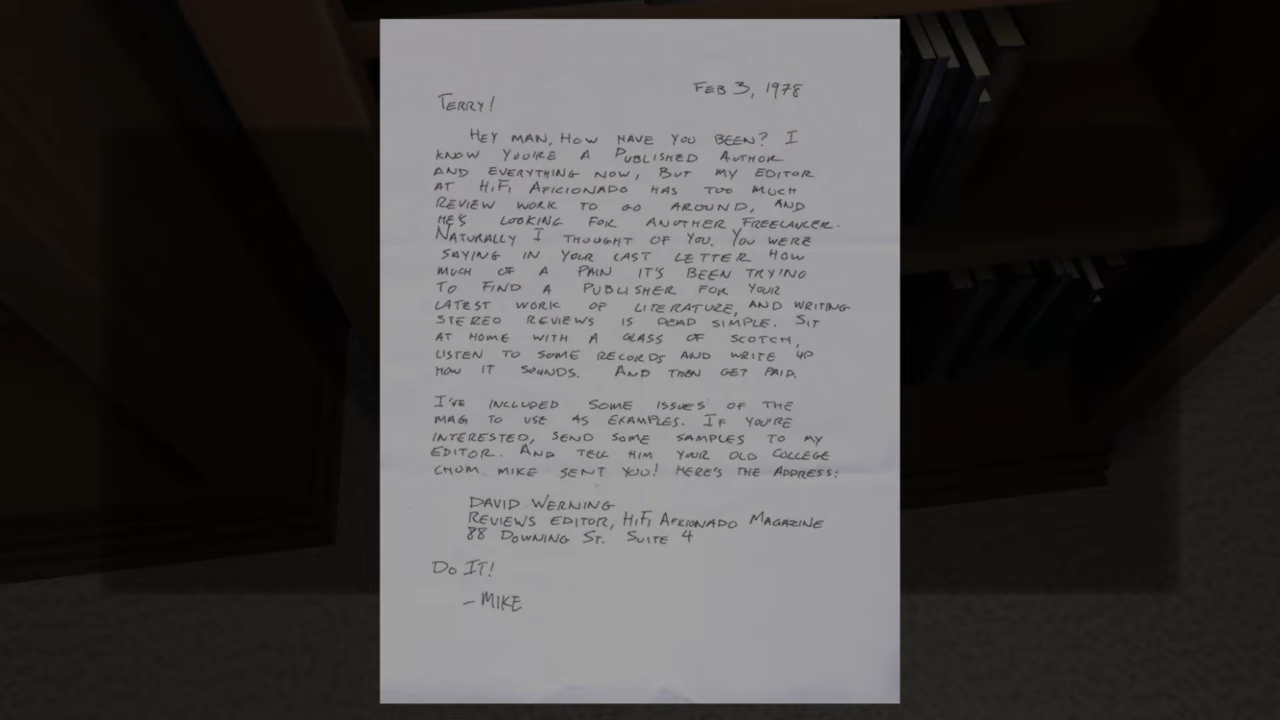 FEB 3, 1978
TERRY!
HEY MAN, HOW HAVE YOU BEEN? I
KNOW YOU'RE A PUBLISHED AUTHOR
AND EVERYTHING NOW, BUT MY EDITOR
AT HIFI AFICIONADO HAS TOO MUCH
REVIEW WORK TO GO AROUND, AND
HE'S LOOKING FOR ANOTHER FREELANCER.
NATURALLY I THOUGHT OF YOU. YOU WERE
SAYING IN YOUR LAST LETTER HOW
MUCH OF A PAIN IT'S BEEN TRYING
TO FIND A PUBLISHER FOR YOUR
LATEST WORK OF LITERATURE, AND WRITING
STEREO REVIEWS IS DEAD SIMPLE. SIT
AT HOME WITH A GLASS OF SCOTCH,
LISTEN TO SOME RECORDS AND WRITE UP
HOW IT SOUNDS. AND THEN GET PAID.
I'VE INCLUDED SOME ISSUES OF THE
MAG TO USE AS EXAMPLES. IF YOU'RE
INTERESTED, SEND SOME SAMPLES TO MY
EDITOR. AND TELL HIM YOUR OLD COLLEGE
CHUM MIKE SENT YOU! HERE'S THE ADDRESS:
DAVID WERNING
REVIEWS EDITOR, HIFI AFICIONADO MAGAZINE
88 DOWNING ST. SUITE 4
DO IT!
- MIKE